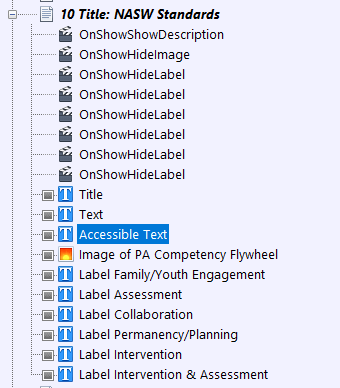 10 Title: NASW Standards
OnShowShowDescription
OnShowHideImage
OnShowHideLabel
OnShowHideLabel
OnShowHideLabel
OnShowHideLabel
OnShowHideLabel
OnShowHideLabel
Title
Text
Accessible Text
Image of PA Competency Flywheel
Label Family/Youth Engagement
Label Assessment
Label Collaboration
Label Permanency/Planning
Label Intervention
Label Intervention & Assessment